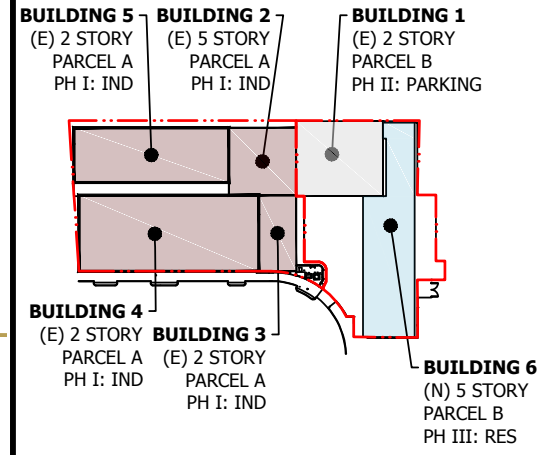 BUILDING 5
(E) 2 STORY
PARCEL A
PH I: IND
BUILDING 2
(E) 5 STORY
PARCEL A
PH I: IND
BUILDING 1
(E) 2 STORY
PARCEL B
PH II: PARKING
BUILDING 4
(E) 2 STORY
PARCEL A
PH I: IND
BUILDING 3
(E) 2 STORY
PARCEL A
PH I: IND
BUILDING 6
(N) 5 STORY
PARCEL B
PH III: RES